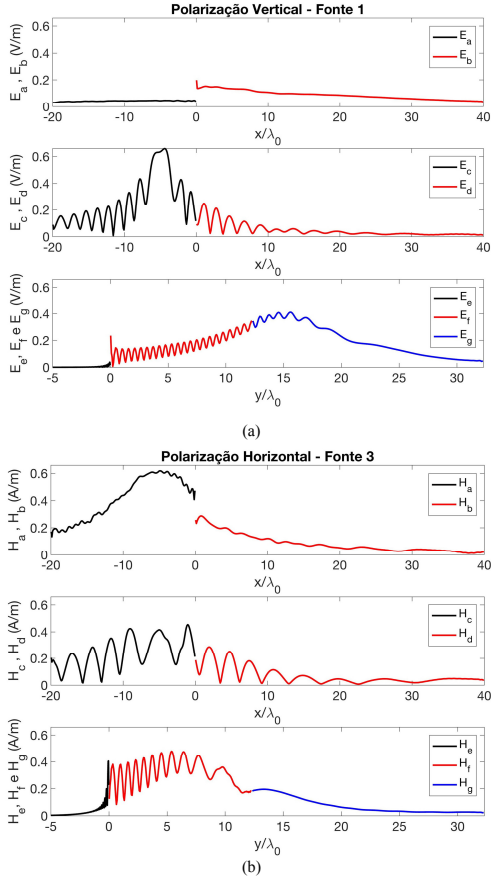 Polarização Vertical - Fonte 1
E_a , E_b (V/m)
0.6
0.4
0.2
0
-20 -10 0 10 20 30 40
x/λ_0
E_a
E_b
E_c , E_d (V/m)
0.6
0.4
0.2
0
-20 -10 0 10 20 30 40
x/λ_0
E_c
E_d
E_e, E_f e E_g (V/m)
0.6
0.4
0.2
0
-5 0 5 10 15 20 25 30
y/λ_0
E_e
E_f
E_g
(a)
Polarização Horizontal - Fonte 3
H_a , H_b (A/m)
0.6
0.4
0.2
0
-20 -10 0 10 20 30 40
x/λ_0
H_a
H_b
H_c , H_d (A/m)
0.6
0.4
0.2
0
-20 -10 0 10 20 30 40
x/λ_0
H_c
H_d
H_e, H_f e H_g (A/m)
0.6
0.4
0.2
0
-5 0 5 10 15 20 25 30
y/λ_0
H_e
H_f
H_g
(b)